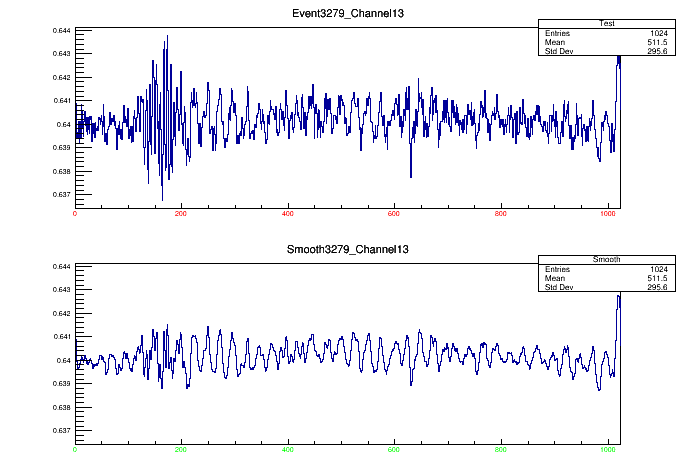 Event3279_Channel13
Test
Entries 1024
Mean 511.5
Std Dev 295.6
0.644
0.643
0.642
0.641
0.64
0.639
0.638
0.637
0 200 400 600 800 1000
Smooth3279_Channel13
Smooth
Entries 1024
Mean 511.5
Std Dev 295.6
0.644
0.643
0.642
0.641
0.64
0.639
0.638
0.637
0 200 400 600 800 1000